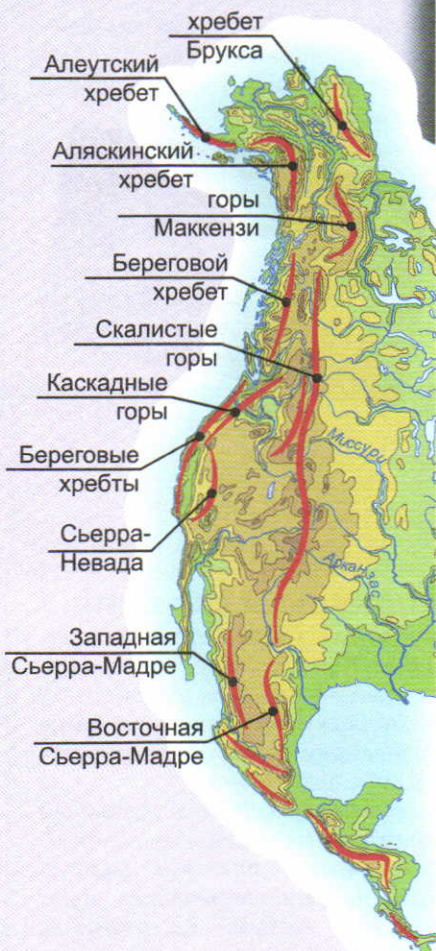 хребет
Брукса
Алеутский
хребет
Аляскинский
хребет
горы
Маккензи
Береговой
хребет
Скалистые
горы
Каскадные
горы
Береговые
хребты
Миссури
Сьерра-
Невада
Арканзас
Западная
Сьерра-Мадре
Восточная
Сьерра-Мадре